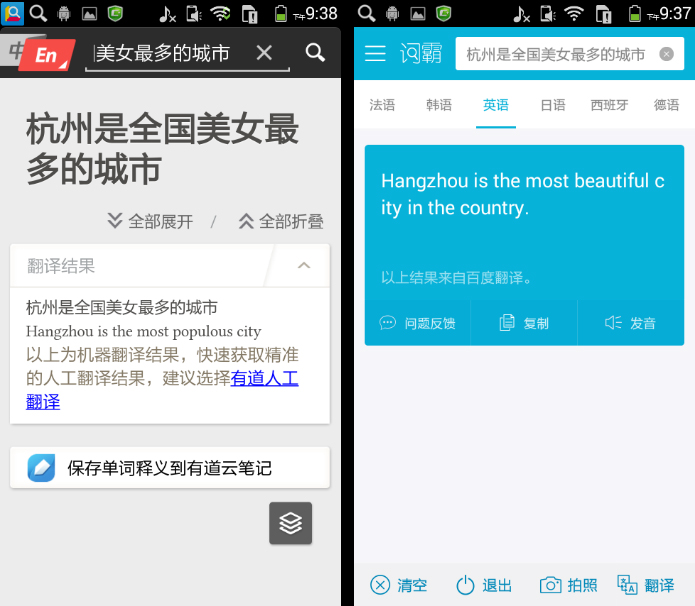 下午9:38
中
En
美女最多的城市
杭州是全国美女最
多的城市
全部展开 / 全部折叠
翻译结果
杭州是全国美女最多的城市
Hangzhou is the most populous city
以上为机器翻译结果，快速获取精准
的人工翻译结果，建议选择有道人工
翻译
保存单词释义到有道云笔记
下午9:37
词霸
杭州是全国美女最多的城市
法语 韩语 英语 日语 西班牙 德语
Hangzhou is the most beautiful c
ity in the country.
以上结果来自百度翻译。
问题反馈 复制 发音
清空 退出 拍照 翻译